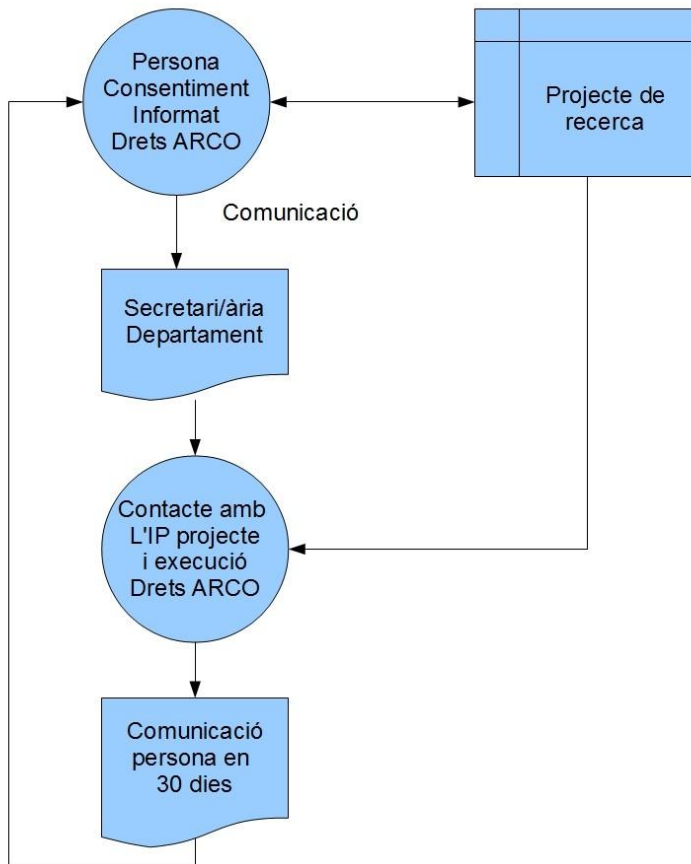 Persona
Consentiment
Informat
Drets ARCO
Projecte de
recerca
Comunicació
Secretari/ària
Departament
Contacte amb
L'IP projecte
i execució
Drets ARCO
Comunicació
persona en
30 dies